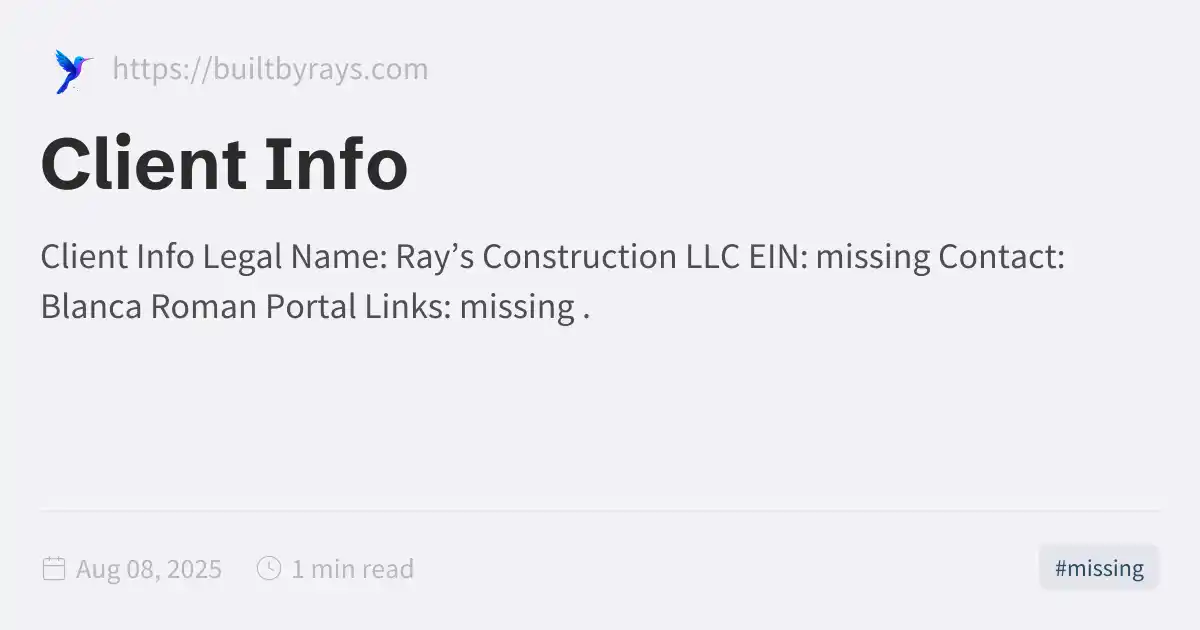 https://builtbyrays.com
Client Info
Client Info Legal Name: Ray’s Construction LLC EIN: missing Contact:
Blanca Roman Portal Links: missing .
Aug 08, 2025 1 min read #missing